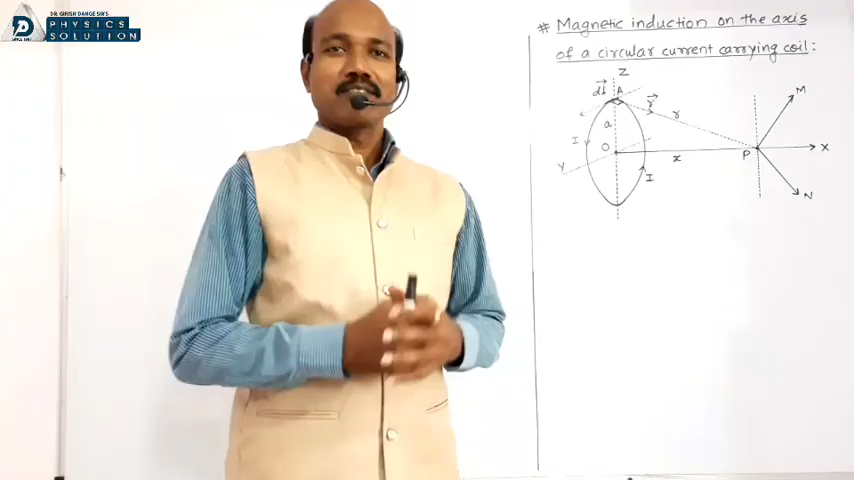 DR. GIRISH DANGE SIR'S
PHYSICS
SOLUTION
# Magnetic induction on the axis
of a circular current carrying coil:
Z
dl
A
r
r
a
I
O
Y
x
I
P
M
X
N